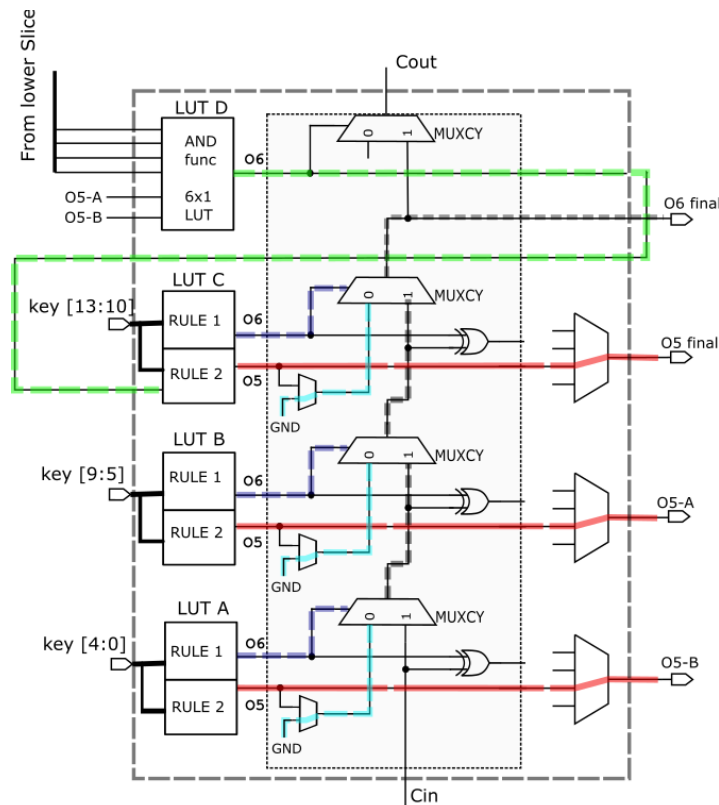 From lower Slice
Cout
LUT D
AND
func
6x1
LUT
O6
O5-A
O5-B
0
1
MUXCY
O6 final
LUT C
key [13:10]
RULE 1
RULE 2
O6
O5
0
1
MUXCY
GND
O5 final
LUT B
key [9:5]
RULE 1
RULE 2
O6
O5
0
1
MUXCY
GND
O5-A
LUT A
key [4:0]
RULE 1
RULE 2
O6
O5
0
1
MUXCY
GND
O5-B
Cin